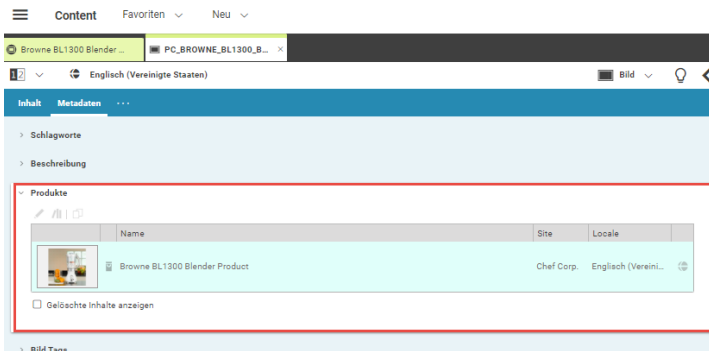 Content Favoriten Neu
Browne BL1300 Blender ... PC_BROWNE_BL1300_B... ×
12 Englisch (Vereinigte Staaten) Bild
Inhalt Metadaten ...
Schlagworte
Beschreibung
Produkte
Name Site Locale
Browne BL1300 Blender Product Chef Corp. Englisch (Vereini...
Gelöschte Inhalte anzeigen
Bild Tags